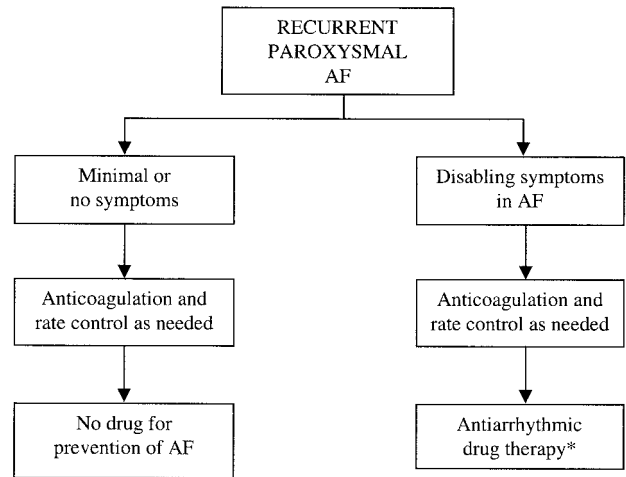 RECURRENT
PAROXYSMAL
AF
Minimal or
no symptoms
Disabling symptoms
in AF
Anticoagulation and
rate control as needed
Anticoagulation and
rate control as needed
No drug for
prevention of AF
Antiarrhythmic
drug therapy*